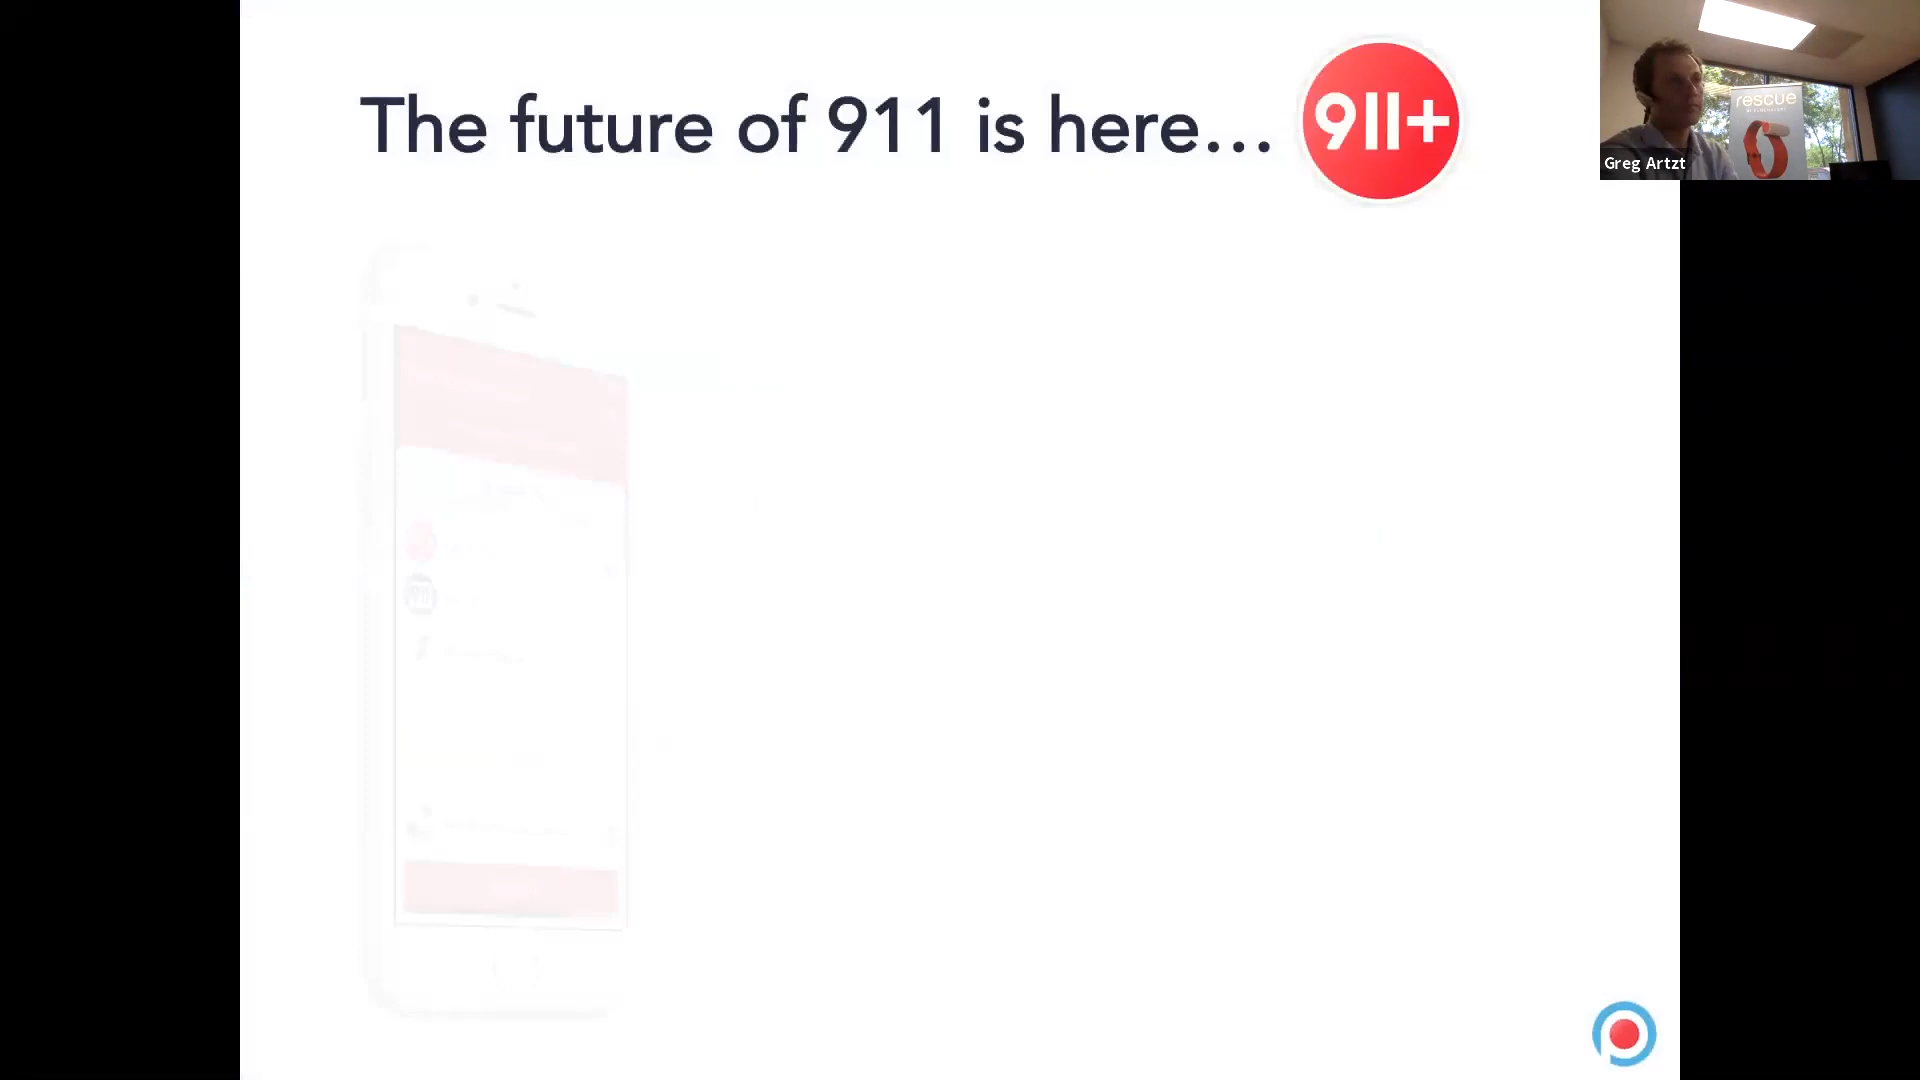 The future of 911 is here...
911+
rescue
Greg Artzt